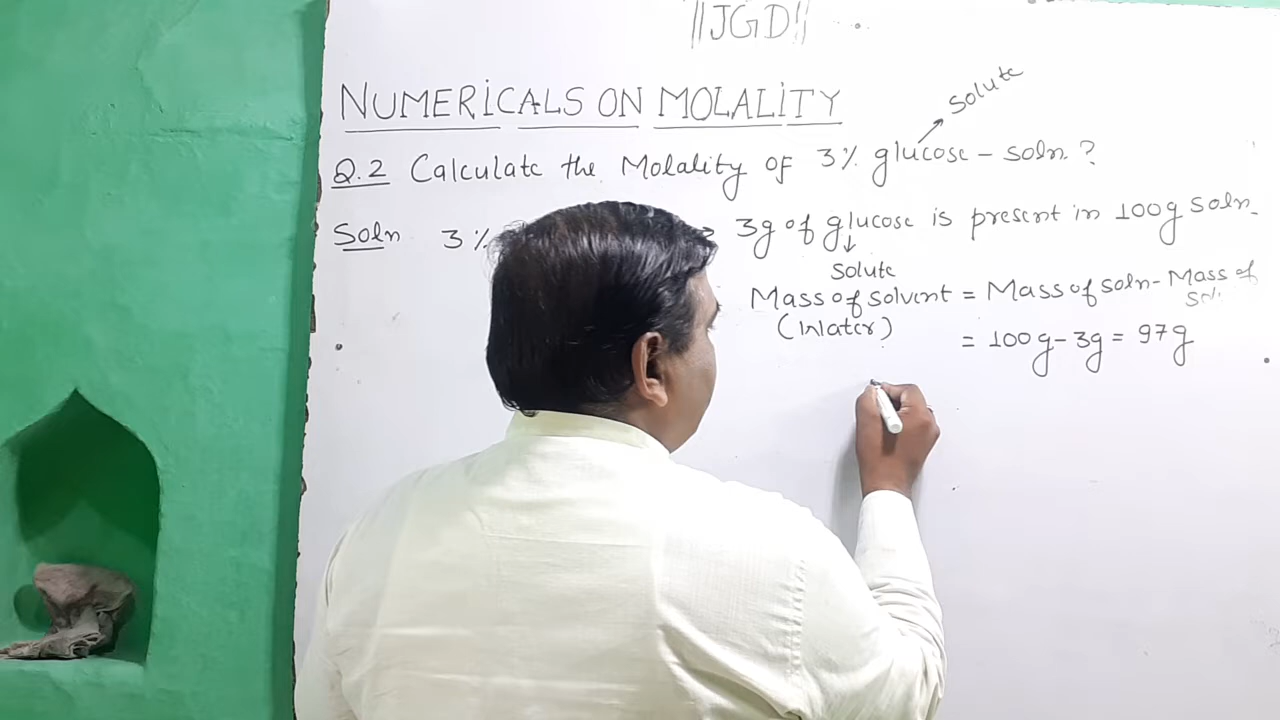 ||JGD||
Solute
NUMERICALS ON MOLALITY
Q.2 Calculate the Molality of 3% glucose - soln ?
Soln 3% 3g of glucose is present in 100g soln.
Solute
Mass of solvent = Mass of soln - Mass of
(Water)
= 100g - 3g = 97g